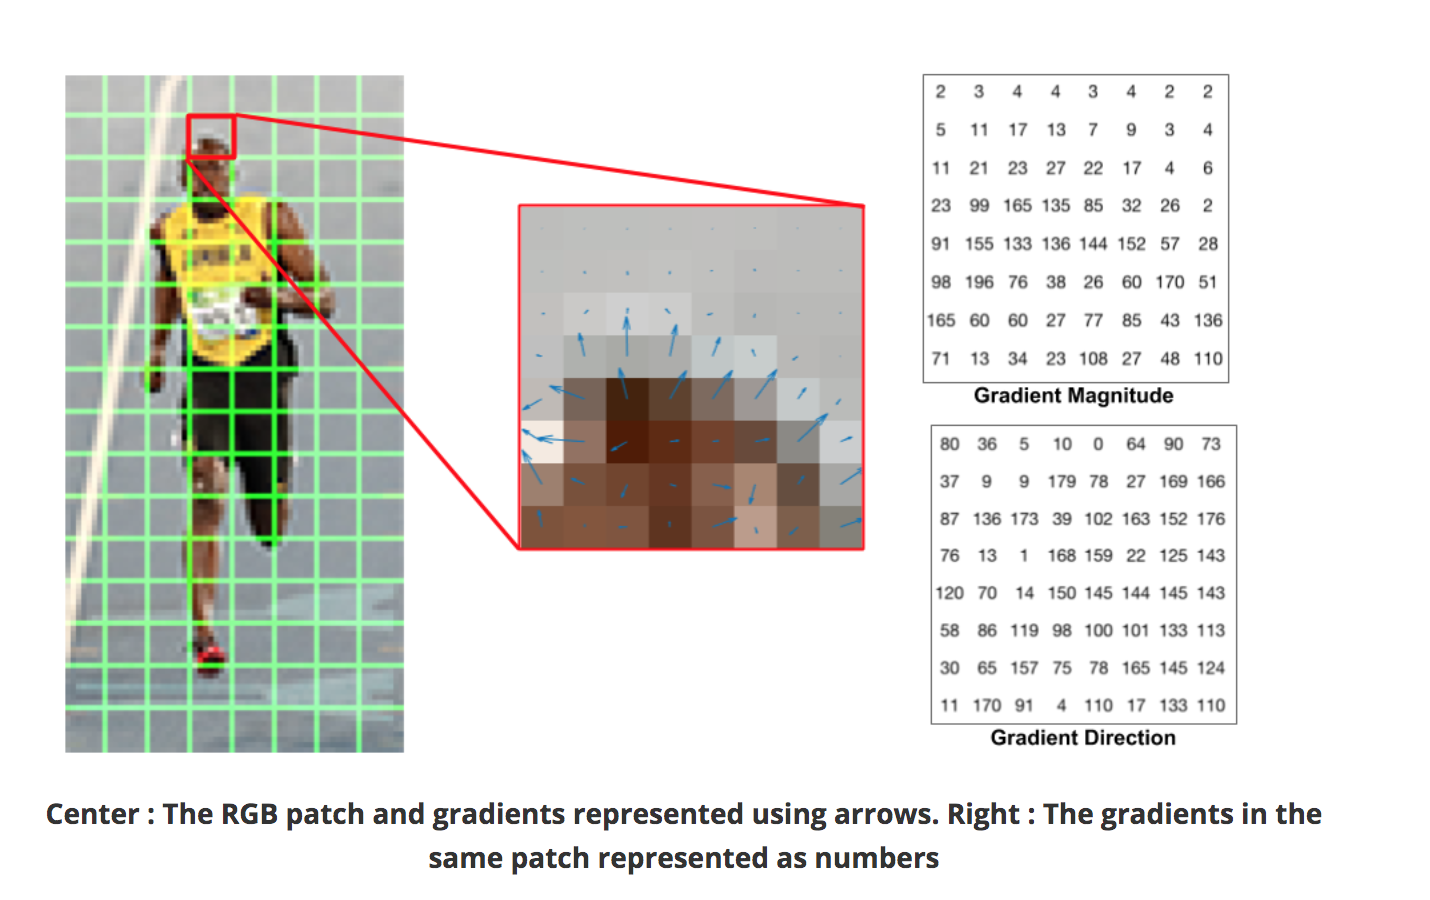 2 3 4 4 3 4 2 2
5 11 17 13 7 9 3 4
11 21 23 27 22 17 4 6
23 99 165 135 85 32 26 2
91 155 133 136 144 152 57 28
98 196 76 38 26 60 170 51
165 60 60 27 77 85 43 136
71 13 34 23 108 27 48 110
Gradient Magnitude
80 36 5 10 0 64 90 73
37 9 9 179 78 27 169 166
87 136 173 39 102 163 152 176
76 13 1 168 159 22 125 143
120 70 14 150 145 144 145 143
58 86 119 98 100 101 133 113
30 65 157 75 78 165 145 124
11 170 91 4 110 17 133 110
Gradient Direction
Center : The RGB patch and gradients represented using arrows. Right : The gradients in the
same patch represented as numbers